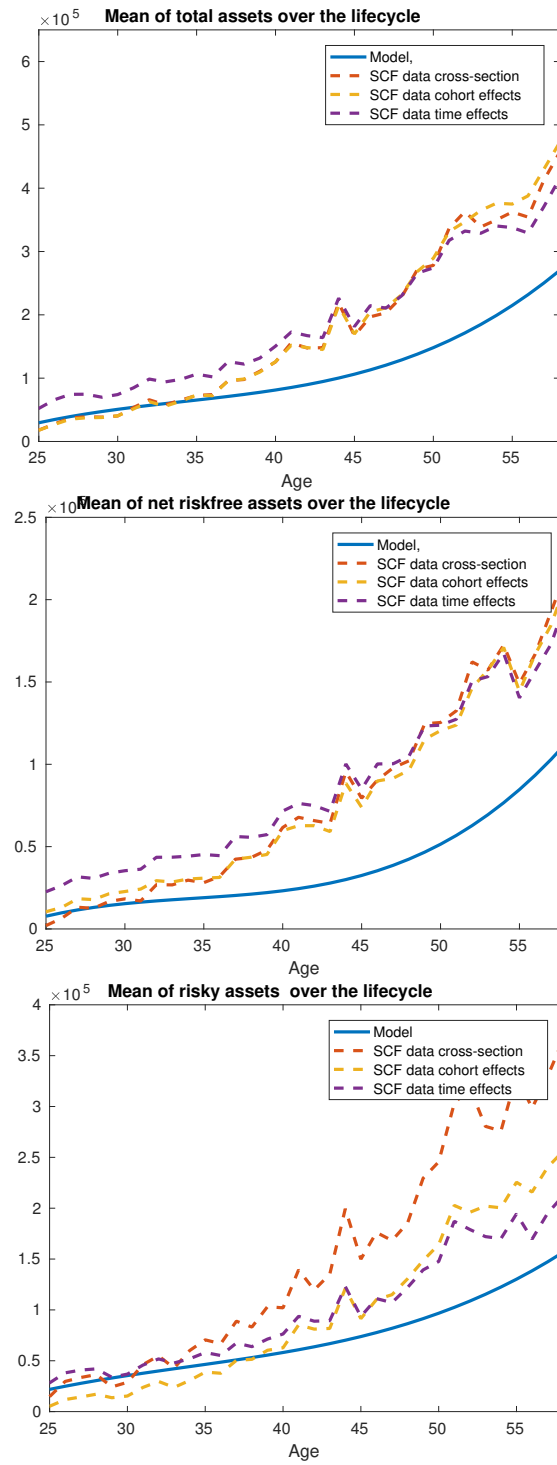 ×10^5 Mean of total assets over the lifecycle
6
5
4
3
2
1
0
Model,
SCF data cross-section
SCF data cohort effects
SCF data time effects
25 30 35 40 45 50 55
Age
×10 Mean of net riskfree assets over the lifecycle
2.5
2
1.5
1
0.5
0
Model,
SCF data cross-section
SCF data cohort effects
SCF data time effects
25 30 35 40 45 50 55
Age
×10^5 Mean of risky assets over the lifecycle
4
3.5
3
2.5
2
1.5
1
0.5
0
Model
SCF data cross-section
SCF data cohort effects
SCF data time effects
25 30 35 40 45 50 55
Age